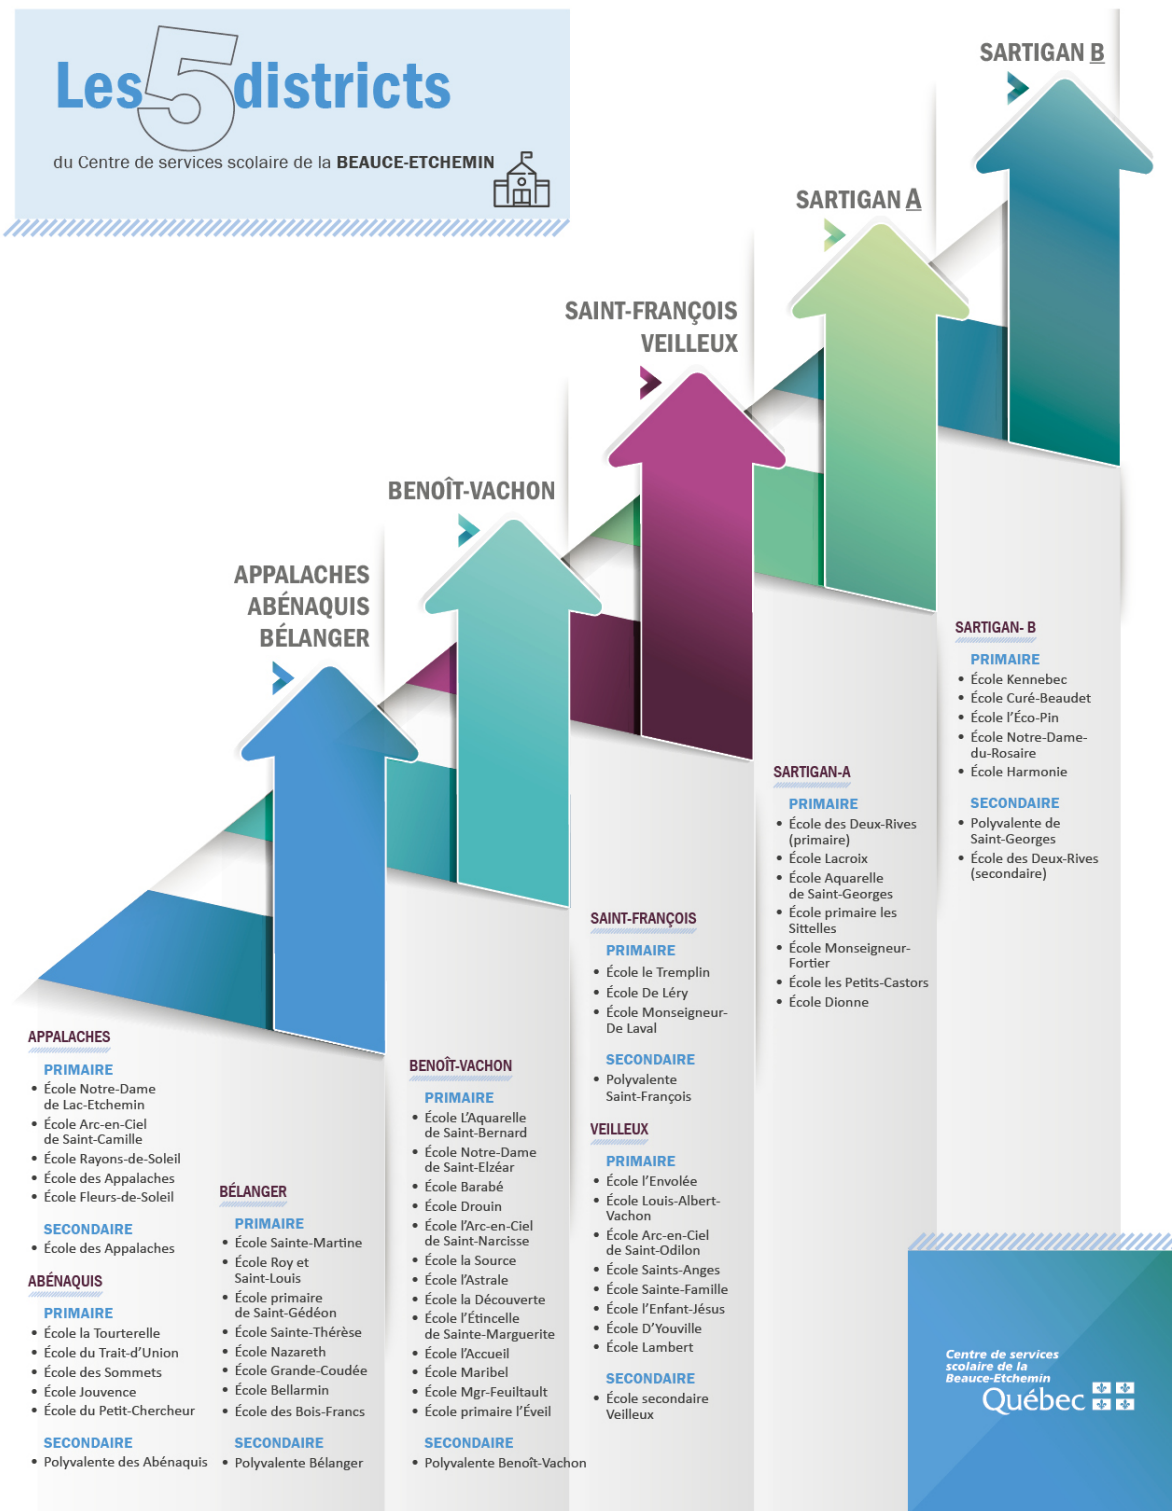 Les 5 districts
du Centre de services scolaire de la BEAUCE-ETCHEMIN
SARTIGAN B
SARTIGAN A
SAINT-FRANÇOIS
VEILLEUX
BENOÎT-VACHON
APPALACHES
ABÉNAQUIS
BÉLANGER
APPALACHES
PRIMAIRE
• École Notre-Dame
de Lac-Etchemin
• École Arc-en-Ciel
de Saint-Camille
• École Rayons-de-Soleil
• École des Appalaches
• École Fleurs-de-Soleil
SECONDAIRE
• École des Appalaches
ABÉNAQUIS
PRIMAIRE
• École la Tourterelle
• École du Trait-d'Union
• École des Sommets
• École Jouvence
• École du Petit-Chercheur
SECONDAIRE
• Polyvalente des Abénaquis
BÉLANGER
PRIMAIRE
• École Sainte-Martine
• École Roy et
Saint-Louis
• École primaire
de Saint-Gédéon
• École Sainte-Thérèse
• École Nazareth
• École Grande-Coudée
• École Bellarmin
• École des Bois-Francs
SECONDAIRE
• Polyvalente Bélanger
BENOÎT-VACHON
PRIMAIRE
• École L'Aquarelle
de Saint-Bernard
• École Notre-Dame
de Saint-Elzéar
• École Barabé
• École Drouin
• École l'Arc-en-Ciel
de Saint-Narcisse
• École la Source
• École l'Astrale
• École la Découverte
• École l'Étincelle
de Sainte-Marguerite
• École l'Accueil
• École Maribel
• École Mgr-Feuiltault
• École primaire l'Éveil
SECONDAIRE
• Polyvalente Benoît-Vachon
SAINT-FRANÇOIS
PRIMAIRE
• École le Tremplin
• École De Léry
• École Monseigneur-
De Laval
SECONDAIRE
• Polyvalente
Saint-François
VEILLEUX
PRIMAIRE
• École l'Envolée
• École Louis-Albert-
Vachon
• École Arc-en-Ciel
de Saint-Odilon
• École Saints-Anges
• École Sainte-Famille
• École l'Enfant-Jésus
• École D'Youville
• École Lambert
SECONDAIRE
• École secondaire
Veilleux
SARTIGAN-A
PRIMAIRE
• École des Deux-Rives
(primaire)
• École Lacroix
• École Aquarelle
de Saint-Georges
• École primaire les
Sittelles
• École Monseigneur-
Fortier
• École les Petits-Castors
• École Dionne
SARTIGAN- B
PRIMAIRE
• École Kennebec
• École Curé-Beaudet
• École l'Éco-Pin
• École Notre-Dame-
du-Rosaire
• École Harmonie
SECONDAIRE
• Polyvalente de
Saint-Georges
• École des Deux-Rives
(secondaire)
Centre de services
scolaire de la
Beauce-Etchemin
Québec